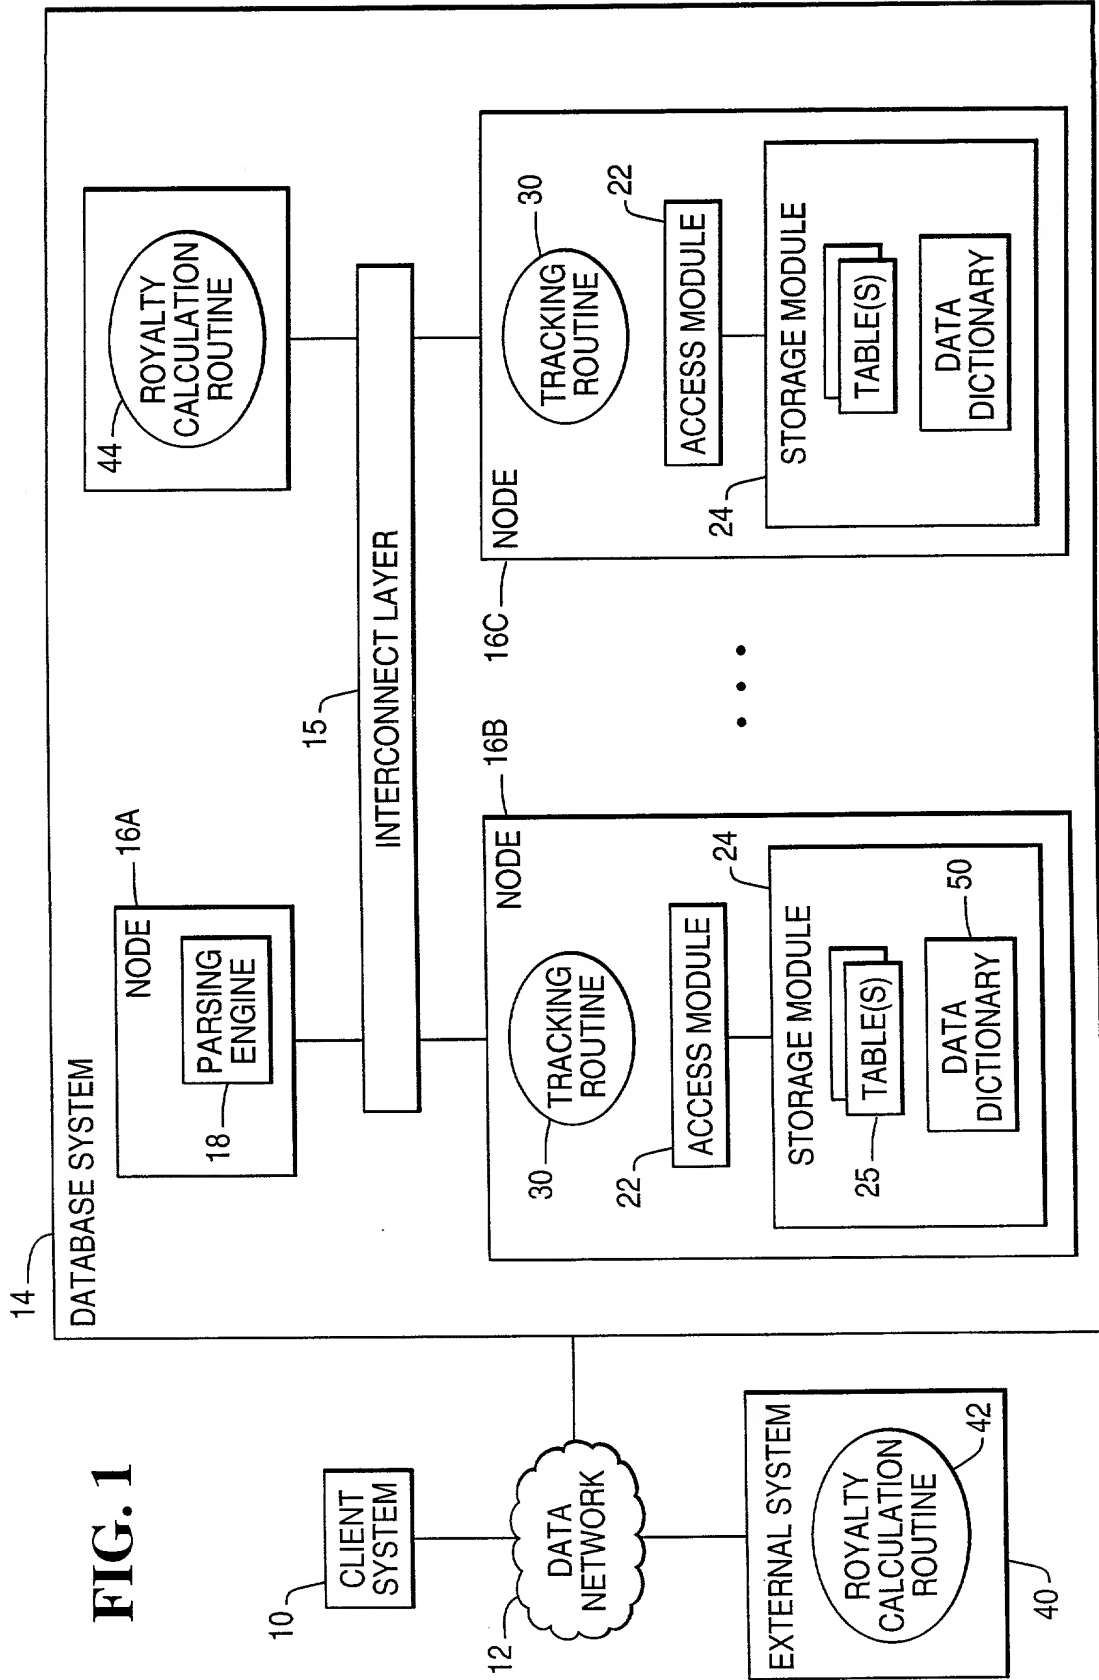 FIG. 1
14
DATABASE SYSTEM
NODE
16A
PARSING
ENGINE
18
44
ROYALTY
CALCULATION
ROUTINE
15
INTERCONNECT LAYER
10
CLIENT
SYSTEM
12
DATA
NETWORK
EXTERNAL SYSTEM
ROYALTY
CALCULATION
ROUTINE
42
40
NODE
16B
30
TRACKING
ROUTINE
22
ACCESS MODULE
24
STORAGE MODULE
25
TABLE(S)
50
DATA
DICTIONARY
NODE
16C
30
TRACKING
ROUTINE
22
ACCESS MODULE
24
STORAGE MODULE
TABLE(S)
DATA
DICTIONARY